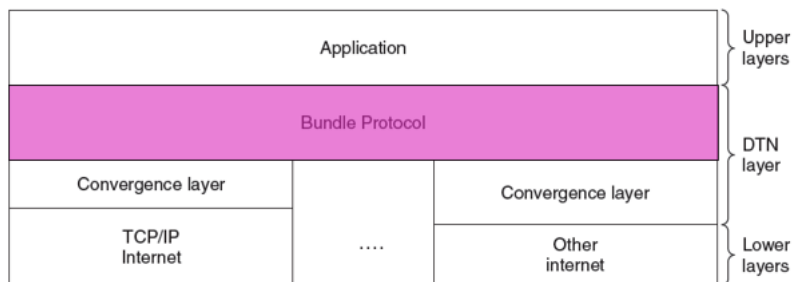 Application
Upper
layers
Bundle Protocol
DTN
layer
Convergence layer
Convergence layer
TCP/IP
Internet
....
Other
internet
Lower
layers